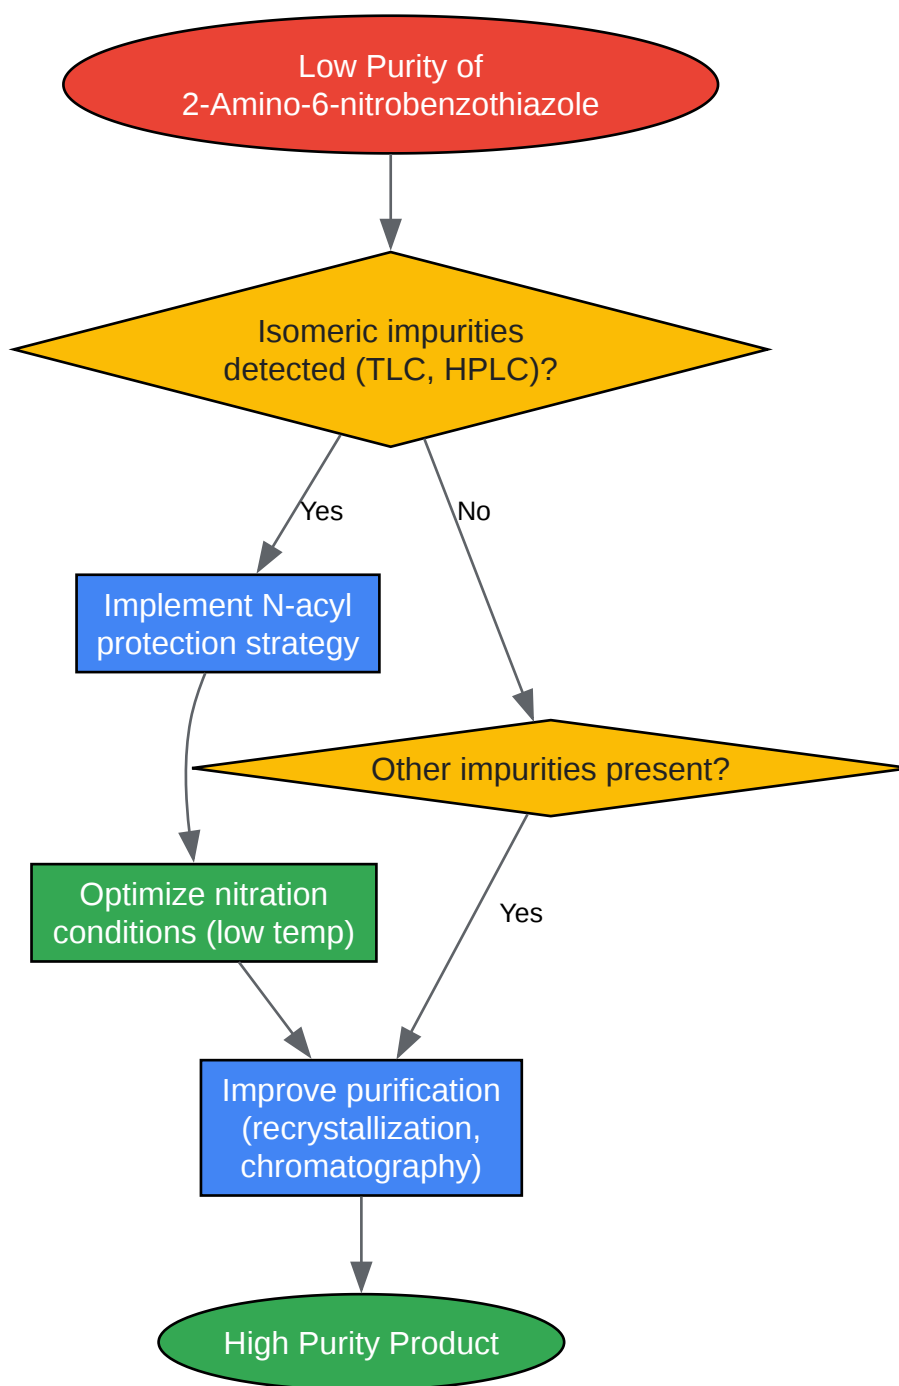 Low Purity of
2-Amino-6-nitrobenzothiazole
Isomeric impurities
detected (TLC, HPLC)?
Yes
No
Implement N-acyl
protection strategy
Other impurities present?
Optimize nitration
conditions (low temp)
Yes
Improve purification
(recrystallization,
chromatography)
High Purity Product